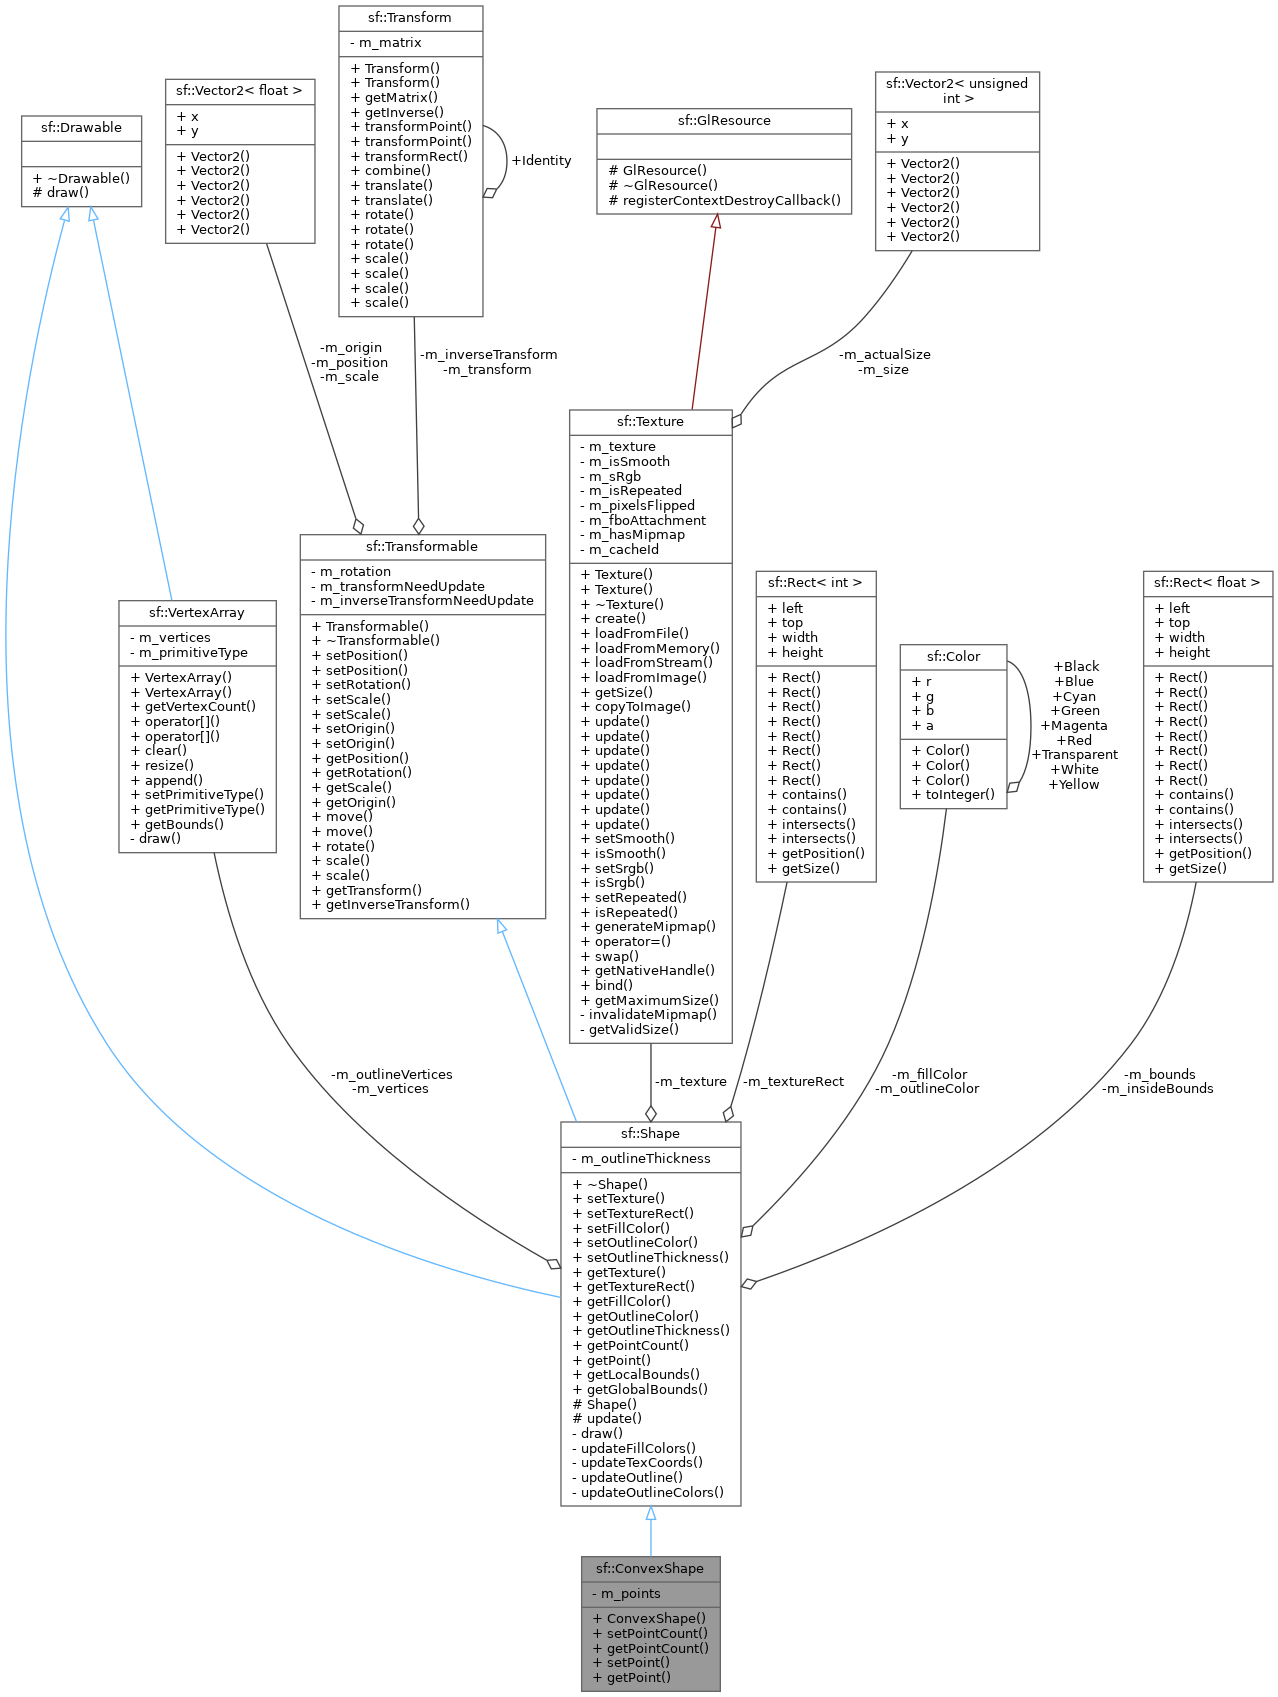 sf::Transform
- m_matrix
+ Transform()
+ Transform()
+ getMatrix()
+ getInverse()
+ transformPoint()
+ transformPoint()
+ transformRect()
+ combine()
+ translate()
+ translate()
+ rotate()
+ rotate()
+ rotate()
+ scale()
+ scale()
+ scale()
+ scale()
+Identity
sf::Vector2< float >
+ x
+ y
+ Vector2()
+ Vector2()
+ Vector2()
+ Vector2()
+ Vector2()
+ Vector2()
sf::Drawable
+ ~Drawable()
# draw()
sf::GlResource
# GlResource()
# ~GlResource()
# registerContextDestroyCallback()
sf::Vector2< unsigned
int >
+ x
+ y
+ Vector2()
+ Vector2()
+ Vector2()
+ Vector2()
+ Vector2()
+ Vector2()
-m_origin
-m_position
-m_scale
-m_inverseTransform
-m_transform
-m_actualSize
-m_size
sf::Texture
- m_texture
- m_isSmooth
- m_sRgb
- m_isRepeated
- m_pixelsFlipped
- m_fboAttachment
- m_hasMipmap
- m_cacheId
+ Texture()
+ Texture()
+ ~Texture()
+ create()
+ loadFromFile()
+ loadFromMemory()
+ loadFromStream()
+ loadFromImage()
+ getSize()
+ copyToImage()
+ update()
+ update()
+ update()
+ update()
+ update()
+ update()
+ update()
+ update()
+ setSmooth()
+ isSmooth()
+ setSrgb()
+ isSrgb()
+ setRepeated()
+ isRepeated()
+ generateMipmap()
+ operator=()
+ swap()
+ getNativeHandle()
+ bind()
+ getMaximumSize()
- invalidateMipmap()
- getValidSize()
sf::Transformable
- m_rotation
- m_transformNeedUpdate
- m_inverseTransformNeedUpdate
+ Transformable()
+ ~Transformable()
+ setPosition()
+ setPosition()
+ setRotation()
+ setScale()
+ setScale()
+ setOrigin()
+ setOrigin()
+ getPosition()
+ getRotation()
+ getScale()
+ getOrigin()
+ move()
+ move()
+ rotate()
+ scale()
+ scale()
+ getTransform()
+ getInverseTransform()
sf::VertexArray
- m_vertices
- m_primitiveType
+ VertexArray()
+ VertexArray()
+ getVertexCount()
+ operator[]()
+ operator[]()
+ clear()
+ resize()
+ append()
+ setPrimitiveType()
+ getPrimitiveType()
+ getBounds()
- draw()
sf::Rect< int >
+ left
+ top
+ width
+ height
+ Rect()
+ Rect()
+ Rect()
+ Rect()
+ Rect()
+ Rect()
+ Rect()
+ Rect()
+ contains()
+ contains()
+ intersects()
+ intersects()
+ getPosition()
+ getSize()
sf::Color
+ r
+ g
+ b
+ a
+ Color()
+ Color()
+ Color()
+ toInteger()
+Black
+Blue
+Cyan
+Green
+Magenta
+Red
+Transparent
+White
+Yellow
sf::Rect< float >
+ left
+ top
+ width
+ height
+ Rect()
+ Rect()
+ Rect()
+ Rect()
+ Rect()
+ Rect()
+ Rect()
+ Rect()
+ contains()
+ contains()
+ intersects()
+ intersects()
+ getPosition()
+ getSize()
-m_outlineVertices
-m_vertices
-m_texture
-m_textureRect
-m_fillColor
-m_outlineColor
-m_bounds
-m_insideBounds
sf::Shape
- m_outlineThickness
+ ~Shape()
+ setTexture()
+ setTextureRect()
+ setFillColor()
+ setOutlineColor()
+ setOutlineThickness()
+ getTexture()
+ getTextureRect()
+ getFillColor()
+ getOutlineColor()
+ getOutlineThickness()
+ getPointCount()
+ getPoint()
+ getLocalBounds()
+ getGlobalBounds()
# Shape()
# update()
- draw()
- updateFillColors()
- updateTexCoords()
- updateOutline()
- updateOutlineColors()
sf::ConvexShape
- m_points
+ ConvexShape()
+ setPointCount()
+ getPointCount()
+ setPoint()
+ getPoint()